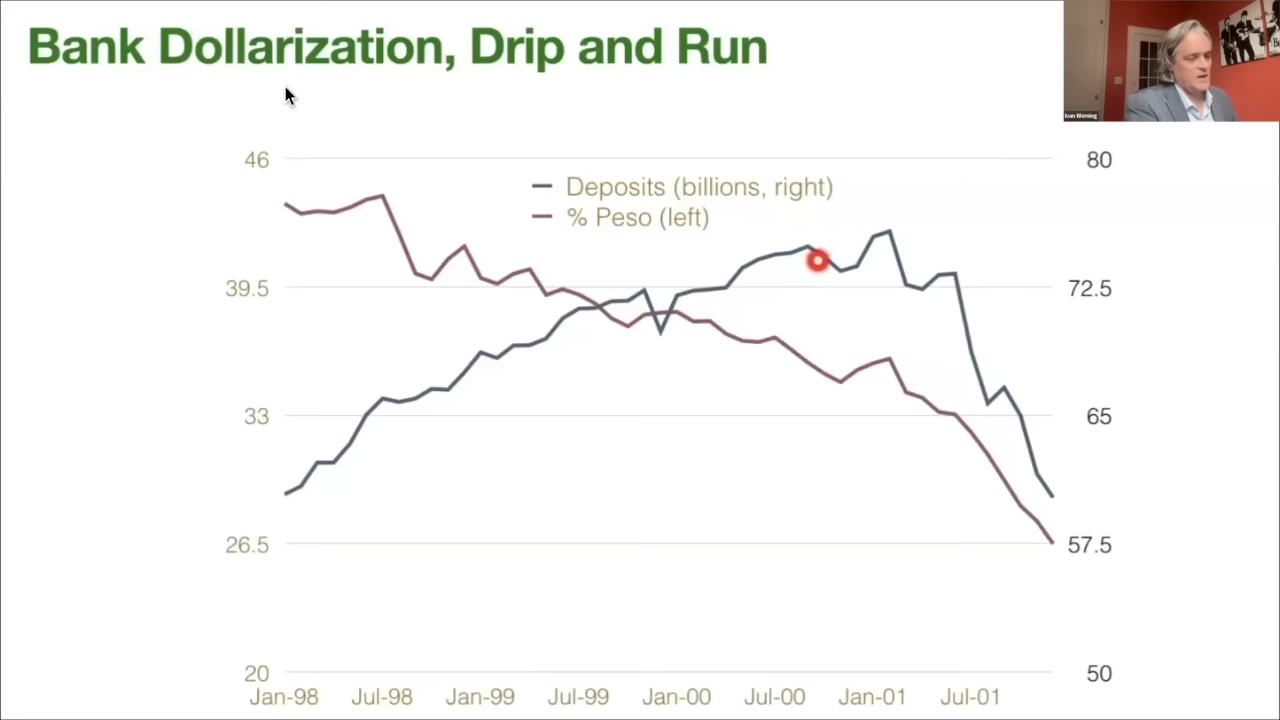 Bank Dollarization, Drip and Run
Ivan Werning
46
80
Deposits (billions, right)
% Peso (left)
39.5
72.5
33
65
26.5
57.5
20
50
Jan-98 Jul-98 Jan-99 Jul-99 Jan-00 Jul-00 Jan-01 Jul-01